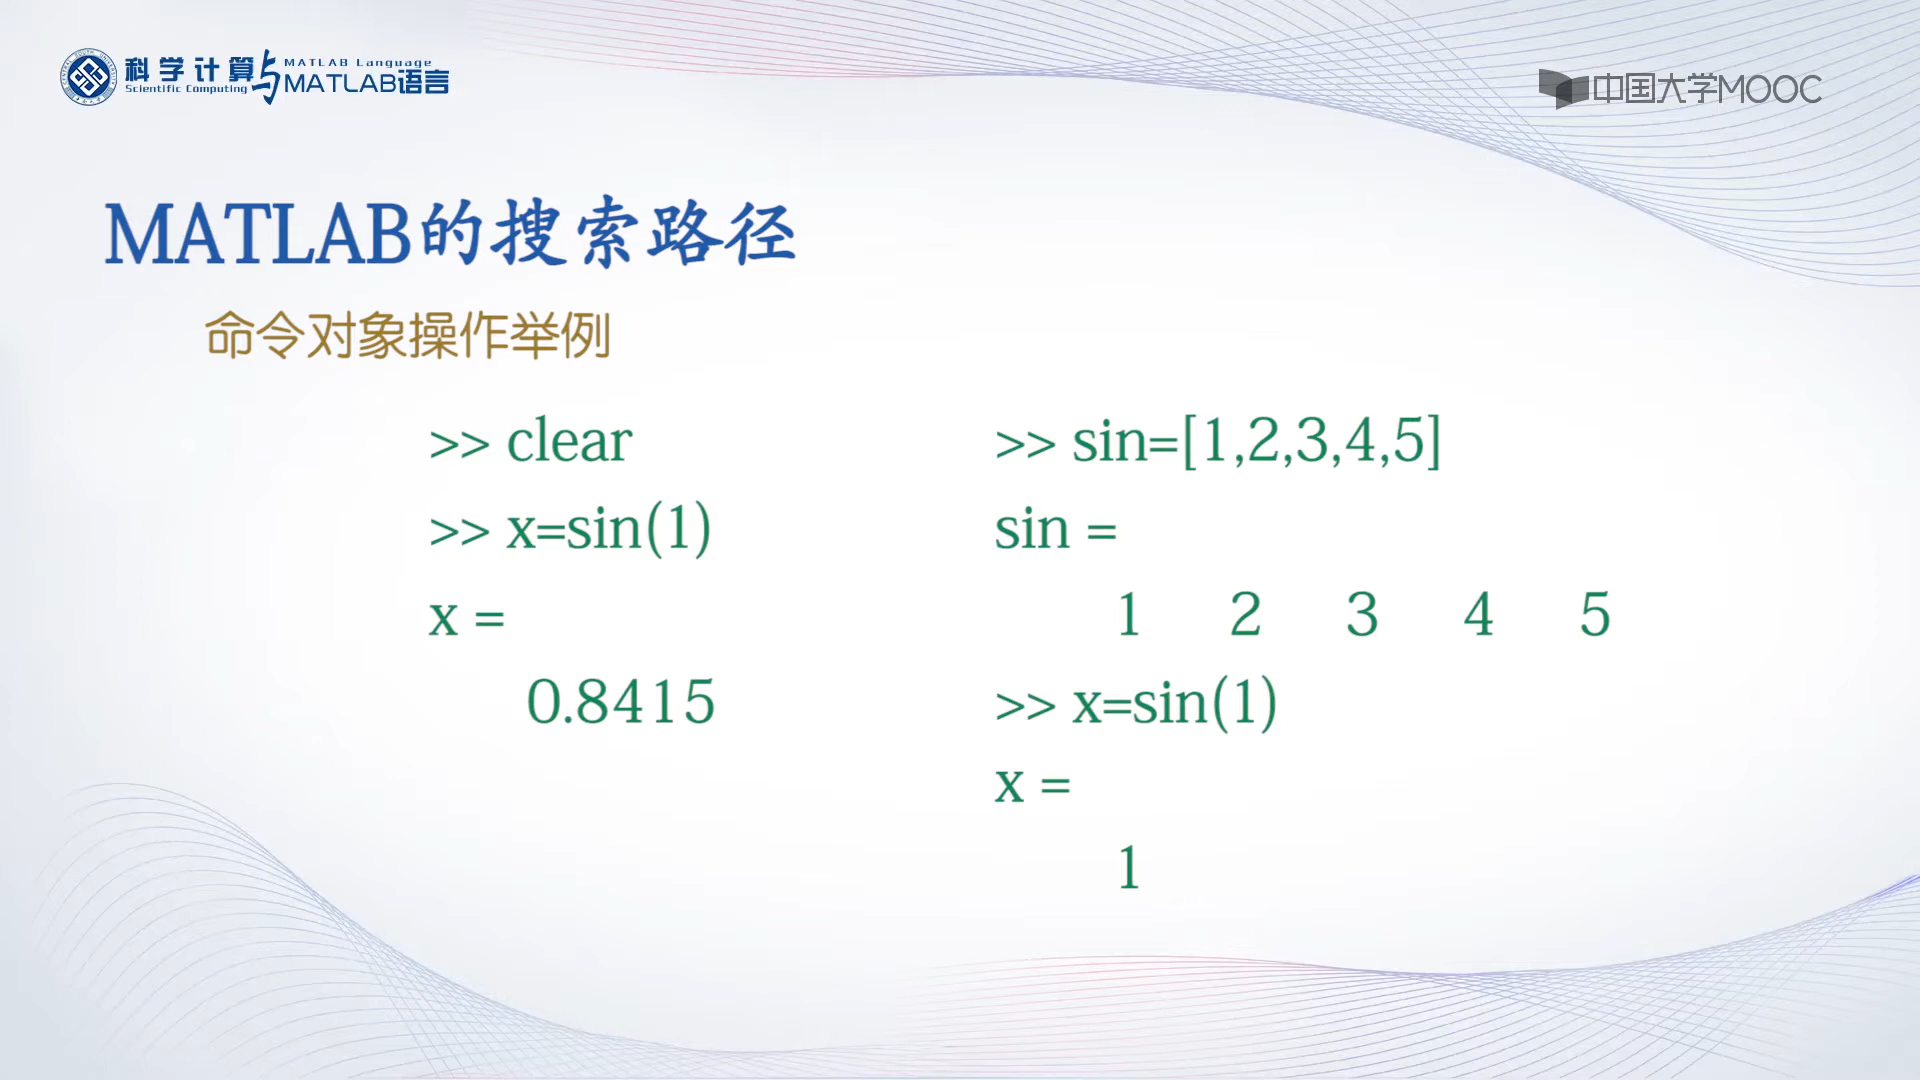 科学计算与MATLAB语言
Scientific Computing
MATLAB Language
中国大学MOOC
MATLAB的搜索路径
命令对象操作举例
>> clear
>> x=sin(1)
x =
0.8415
>> sin=[1,2,3,4,5]
sin =
1 2 3 4 5
>> x=sin(1)
x =
1